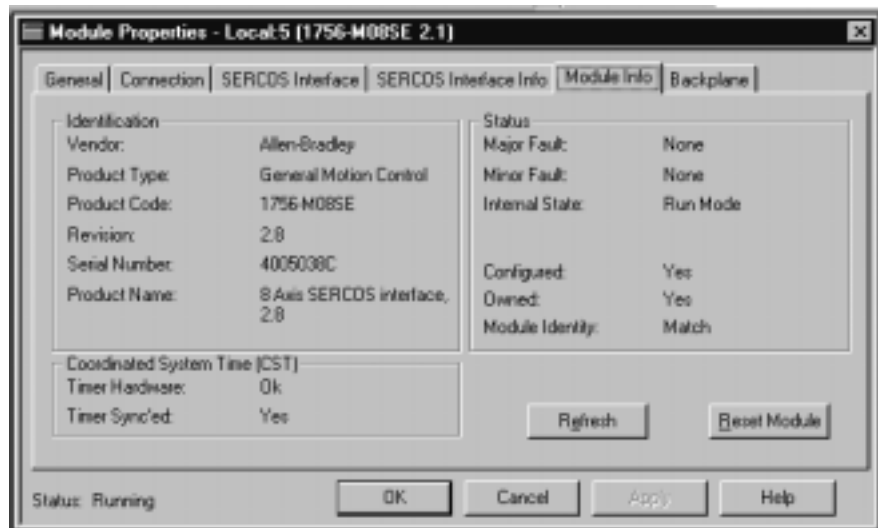 Module Properties - Local:5 (1756-M08SE 2.1)
General Connection SERCOS Interface SERCOS Interface Info Module Info Backplane
Identification
Vendor: Allen-Bradley
Product Type: General Motion Control
Product Code: 1756-M08SE
Revision: 2.8
Serial Number: 4005038C
Product Name: 8 Axis SERCOS interface,
2.8
Coordinated System Time (CST)
Timer Hardware: Ok
Timer Sync'ed: Yes
Status
Major Fault: None
Minor Fault: None
Internal State: Run Mode
Configured: Yes
Owned: Yes
Module Identity: Match
Refresh Reset Module
Status: Running OK Cancel Apply Help